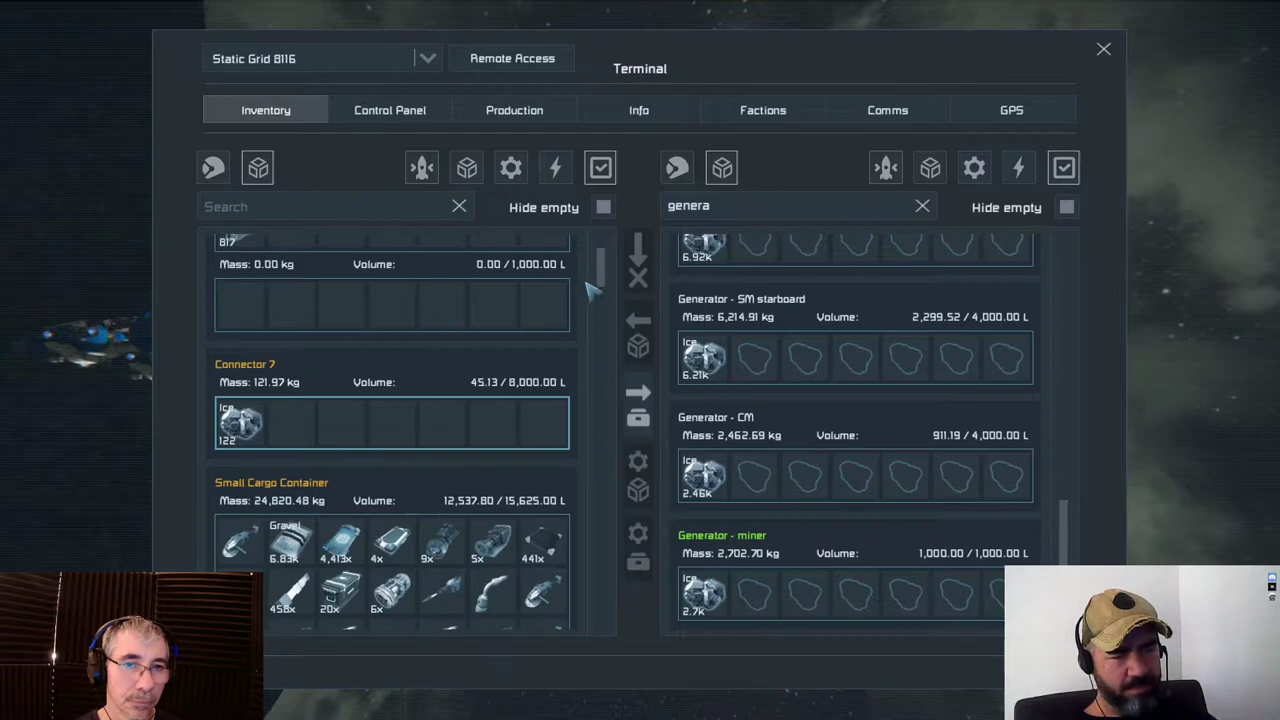 Static Grid 8116
Remote Access
Terminal
Inventory
Control Panel
Production
Info
Factions
Comms
GPS
Search
Hide empty
genera
Hide empty
817
Mass: 0.00 kg
Volume:
0.00 / 1,000.00 L
Connector 7
Mass: 121.97 kg
Volume:
45.13 / 8,000.00 L
Ice
122
Small Cargo Container
Mass: 24,820.48 kg
Volume:
12,537.80 / 15,625.00 L
Gravel
6.83k
4,413x
4x
9x
5x
441x
458x
20x
6x
6.92k
Generator - SM starboard
Mass: 6,214.91 kg
Volume:
2,299.52 / 4,000.00 L
Ice
6.21k
Generator - CM
Mass: 2,462.69 kg
Volume:
911.19 / 4,000.00 L
Ice
2.46k
Generator - miner
Mass: 2,702.70 kg
Volume:
1,000.00 / 1,000.00 L
Ice
2.7k